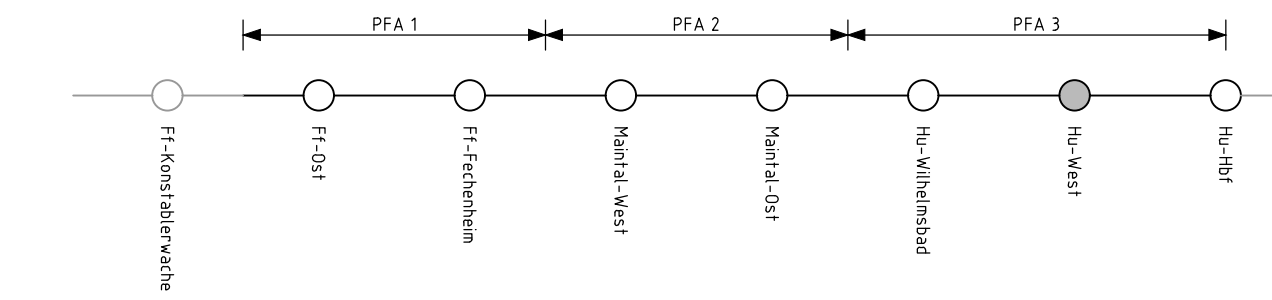 PFA 1
PFA 2
PFA 3
Ff-Konstablerwache
Ff-Ost
Ff-Fechenheim
Maintal-West
Maintal-Ost
Hu-Wilhelmsbad
Hu-West
Hu-Hbf